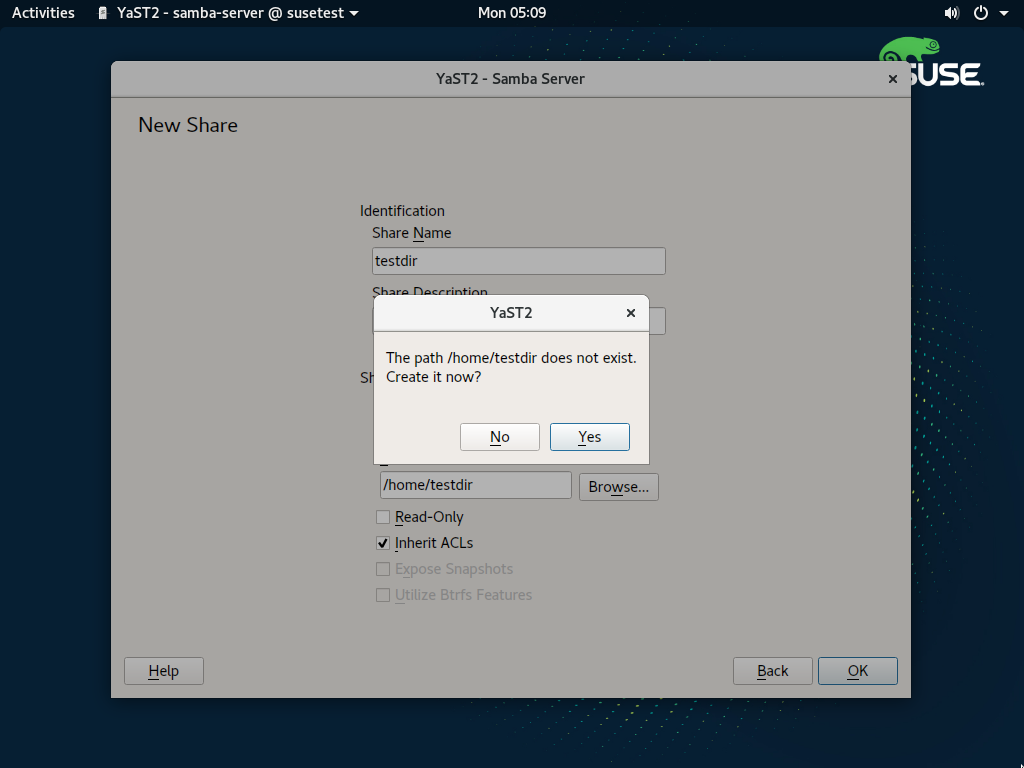 Activities YaST2 - samba-server @ susetest Mon 05:09
SUSE
YaST2 - Samba Server
New Share
Identification
Share Name
testdir
Share Description
YaST2
The path /home/testdir does not exist.
Create it now?
No Yes
/home/testdir Browse...
Read-Only
Inherit ACLs
Expose Snapshots
Utilize Btrfs Features
Help Back OK